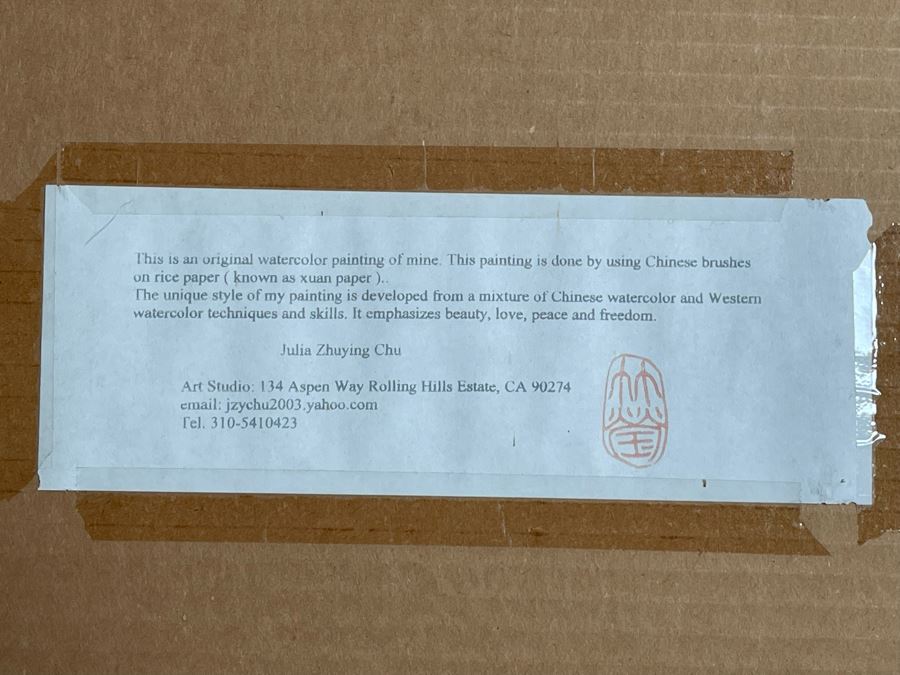 This is an original watercolor painting of mine. This painting is done by using Chinese brushes
on rice paper ( known as xuan paper )..
The unique style of my painting is developed from a mixture of Chinese watercolor and Western
watercolor techniques and skills. It emphasizes beauty, love, peace and freedom.
Julia Zhuying Chu
Art Studio: 134 Aspen Way Rolling Hills Estate, CA 90274
email: jzychu2003.yahoo.com
Tel. 310-5410423